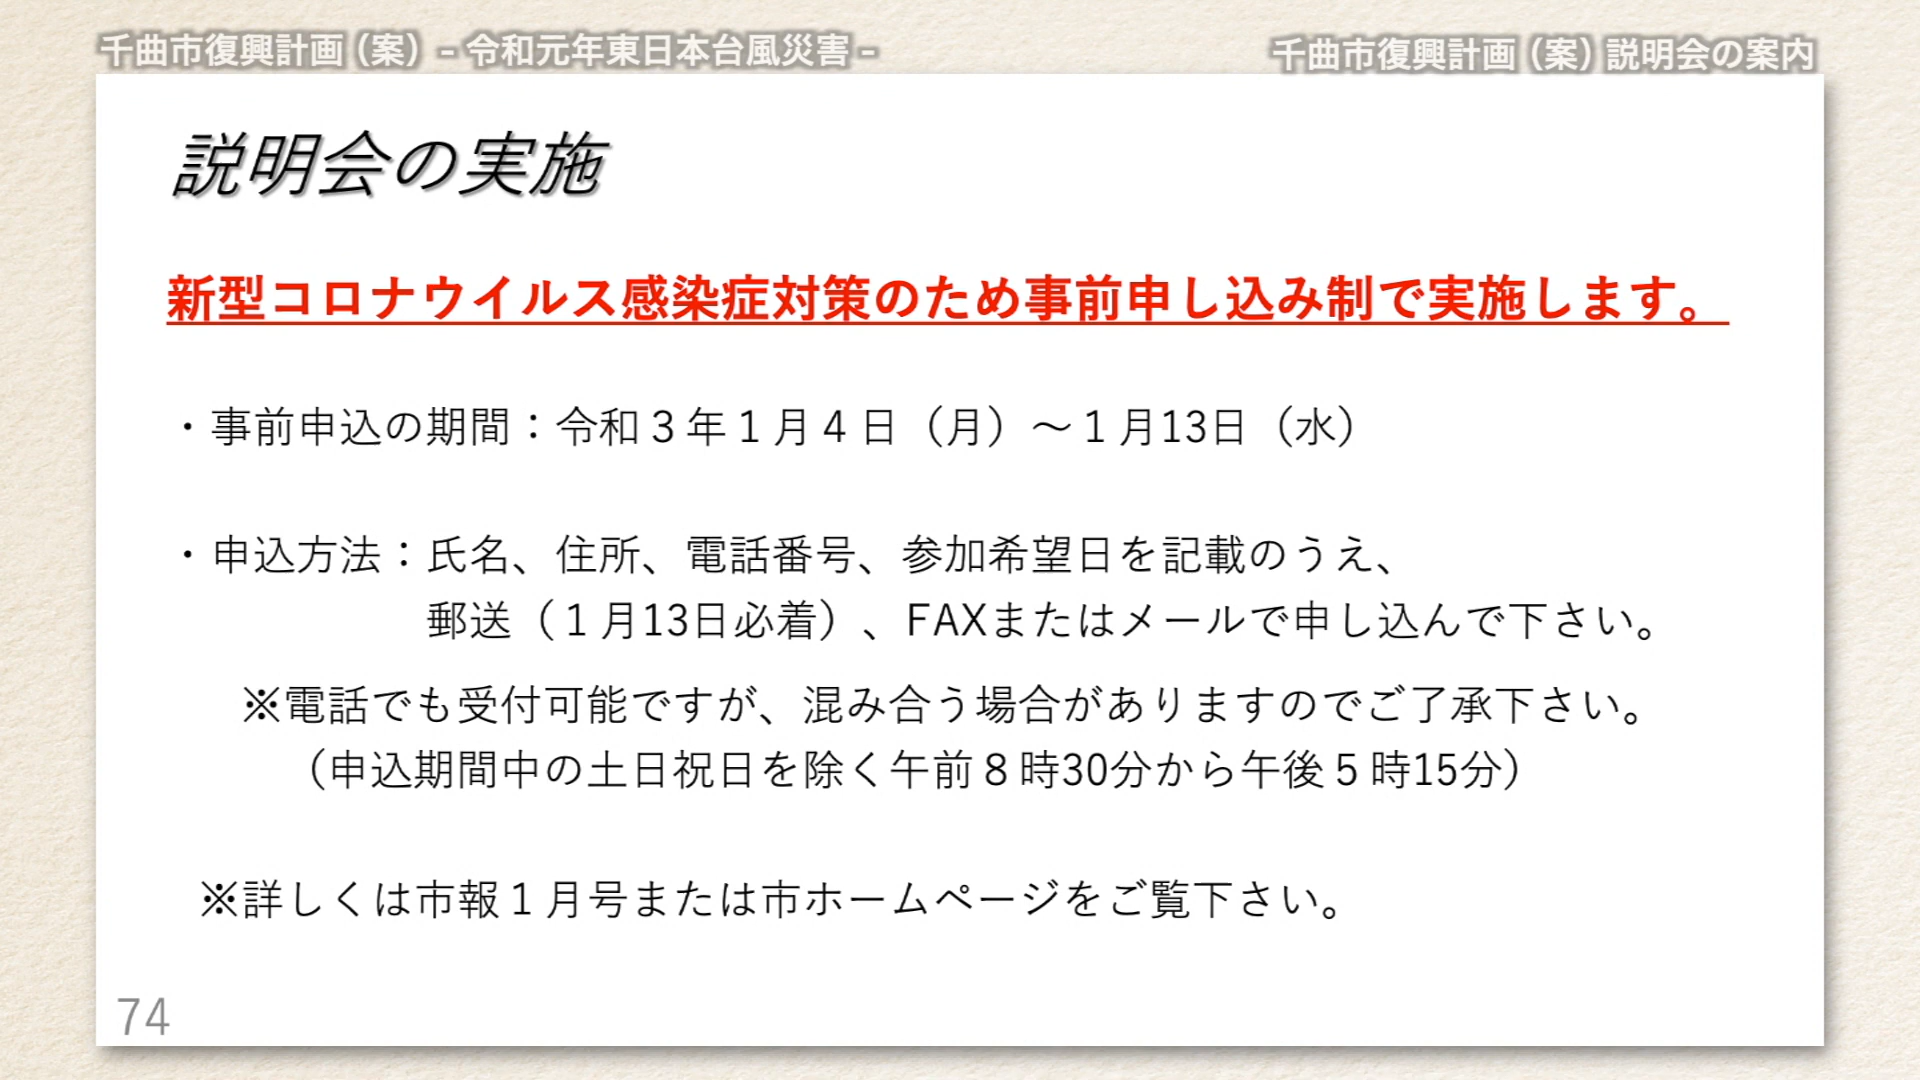 千曲市復興計画（案）- 令和元年東日本台風災害 -
千曲市復興計画（案）説明会の案内
説明会の実施
新型コロナウイルス感染症対策のため事前申し込み制で実施します。
・事前申込の期間：令和３年１月４日（月）～１月13日（水）
・申込方法：氏名、住所、電話番号、参加希望日を記載のうえ、
郵送（１月13日必着）、FAXまたはメールで申し込んで下さい。
※電話でも受付可能ですが、混み合う場合がありますのでご了承下さい。
（申込期間中の土日祝日を除く午前８時30分から午後５時15分）
※詳しくは市報１月号または市ホームページをご覧下さい。
74